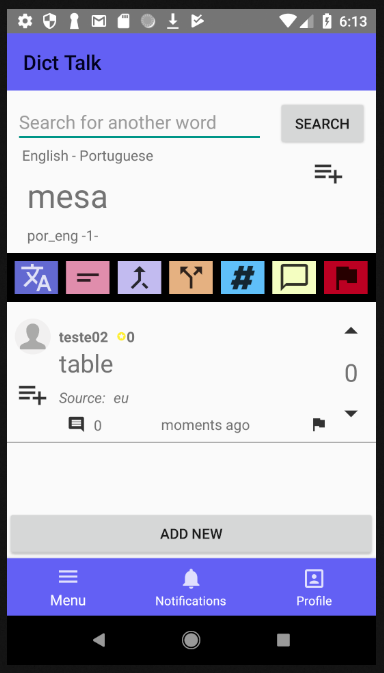 6:13
Dict Talk
Search for another word
SEARCH
English - Portuguese
mesa
por_eng -1-
teste02 0
table
0
Source: eu
0 moments ago
ADD NEW
Menu Notifications Profile